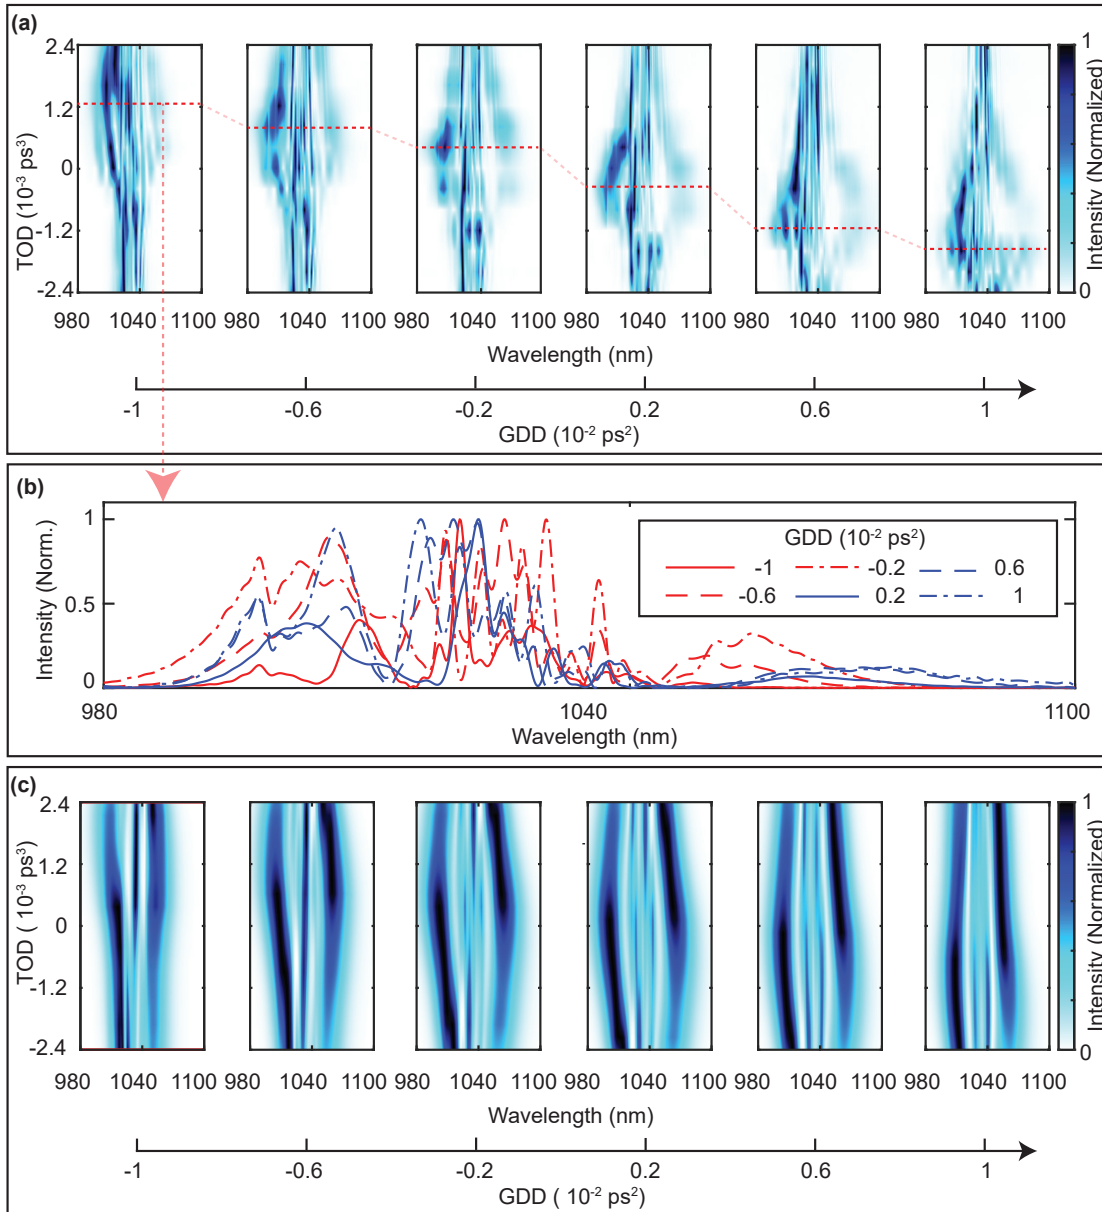 (a)
2.4
1.2
0
-1.2
-2.4
TOD (10⁻³ ps³)
980 1040 1100 980 1040 1100 980 1040 1100 980 1040 1100 980 1040 1100 980 1040 1100
Wavelength (nm)
1
0
Intensity (Normalized)
-1 -0.6 -0.2 0.2 0.6 1
GDD (10⁻² ps²)
(b)
1
0.5
0
Intensity (Norm.)
GDD (10⁻² ps²)
-1 -0.2 0.6
-0.6 0.2 1
980 1040 1100
Wavelength (nm)
(c)
2.4
1.2
0
-1.2
-2.4
TOD ( 10⁻³ ps³)
980 1040 1100 980 1040 1100 980 1040 1100 980 1040 1100 980 1040 1100 980 1040 1100
Wavelength (nm)
1
0
Intensity (Normalized)
-1 -0.6 -0.2 0.2 0.6 1
GDD ( 10⁻² ps²)